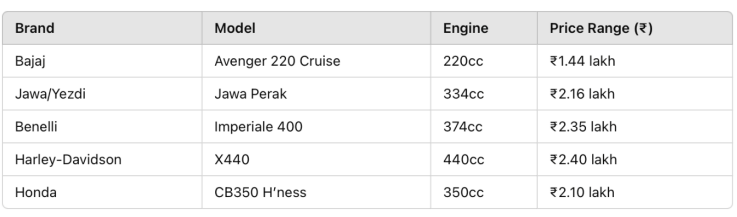 Brand Model Engine Price Range (₹)
Bajaj Avenger 220 Cruise 220cc ₹1.44 lakh
Jawa/Yezdi Jawa Perak 334cc ₹2.16 lakh
Benelli Imperiale 400 374cc ₹2.35 lakh
Harley-Davidson X440 440cc ₹2.40 lakh
Honda CB350 H’ness 350cc ₹2.10 lakh